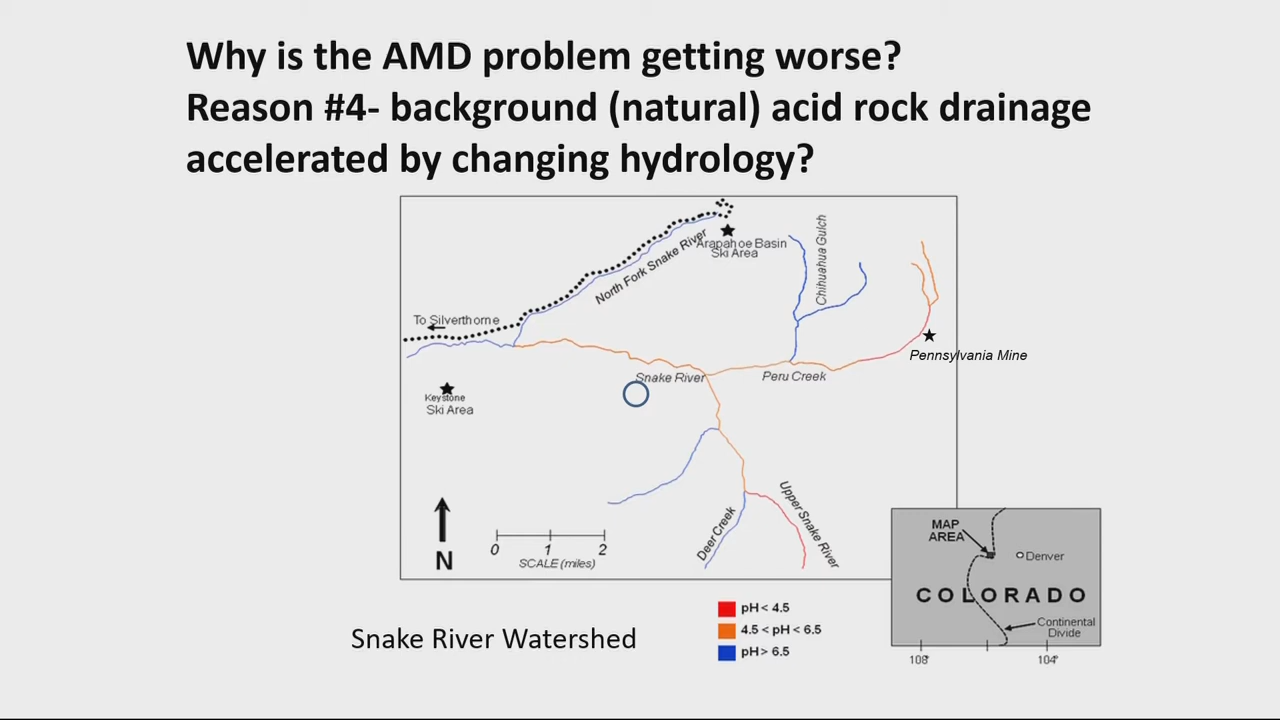 Why is the AMD problem getting worse?
Reason #4- background (natural) acid rock drainage
accelerated by changing hydrology?
North Fork Snake River
Arapahoe Basin
Ski Area
Chihuahua Gulch
To Silverthorne
Pennsylvania Mine
Snake River
Peru Creek
Keystone
Ski Area
Deer Creek
Upper Snake River
N
0 1 2
SCALE (miles)
MAP
AREA
Denver
COLORADO
Continental
Divide
108°
104°
pH < 4.5
4.5 < pH < 6.5
pH > 6.5
Snake River Watershed